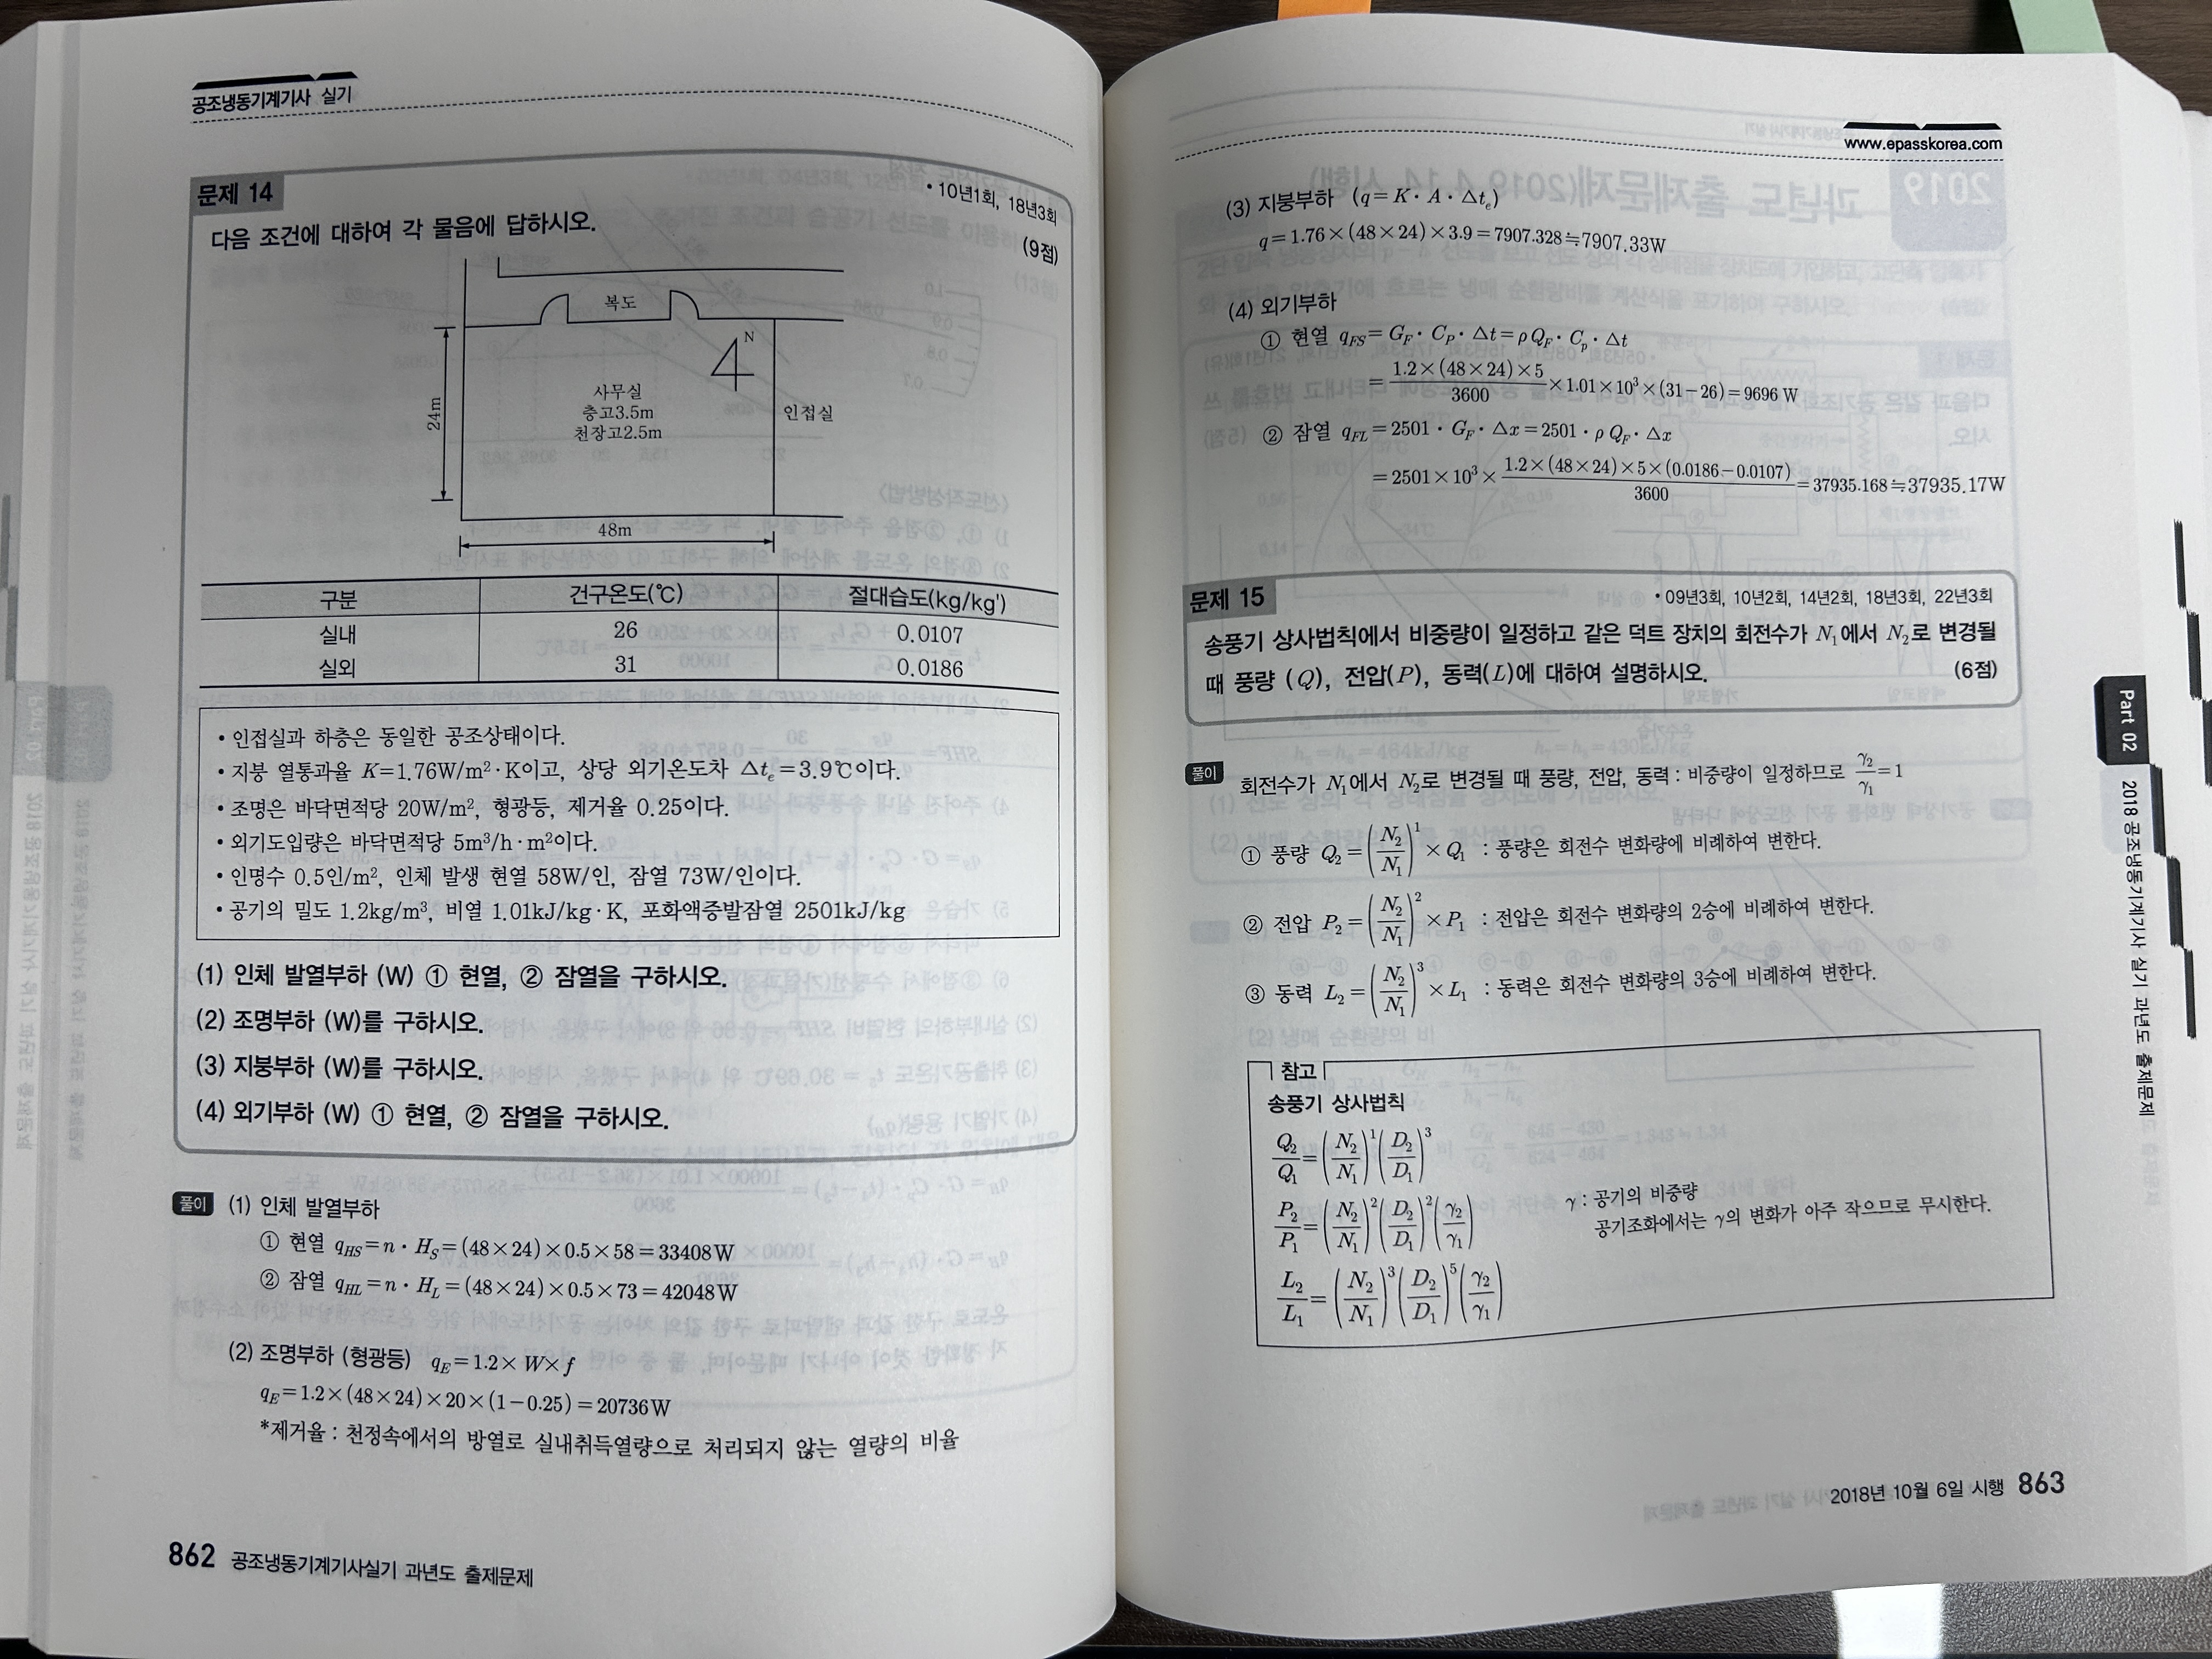 공조냉동기계기사 실기
문제 14
• 10년1회, 18년3회
다음 조건에 대하여 각 물음에 답하시오.
(9점)
복도
N
24m
사무실
층고3.5m
천장고2.5m
인접실
48m
구분 건구온도(℃) 절대습도(kg/kg')
실내 26 0.0107
실외 31 0.0186
• 인접실과 하층은 동일한 공조상태이다.
• 지붕 열통과율 K=1.76W/m²·K이고, 상당 외기온도차 Δtₑ=3.9℃이다.
• 조명은 바닥면적당 20W/m², 형광등, 제거율 0.25이다.
• 외기도입량은 바닥면적당 5m³/h·m²이다.
• 인명수 0.5인/m², 인체 발생 현열 58W/인, 잠열 73W/인이다.
• 공기의 밀도 1.2kg/m³, 비열 1.01kJ/kg·K, 포화액증발잠열 2501kJ/kg
(1) 인체 발열부하 (W) ① 현열, ② 잠열을 구하시오.
(2) 조명부하 (W)를 구하시오.
(3) 지붕부하 (W)를 구하시오.
(4) 외기부하 (W) ① 현열, ② 잠열을 구하시오.
풀이 (1) 인체 발열부하
① 현열 q_HS = n · H_S = (48×24)×0.5×58 = 33408W
② 잠열 q_HL = n · H_L = (48×24)×0.5×73 = 42048W
(2) 조명부하 (형광등) q_E = 1.2× W× f
q_E = 1.2×(48×24)×20×(1−0.25) = 20736W
*제거율 : 천정속에서의 방열로 실내취득열량으로 처리되지 않는 열량의 비율
862 공조냉동기계기사실기 과년도 출제문제
www.epasskorea.com
(3) 지붕부하 (q = K · A · Δtₑ)
q = 1.76×(48×24)×3.9 = 7907.328≒7907.33W
(4) 외기부하
① 현열 q_FS = G_F · C_P · Δt = ρ Q_F · C_p · Δt
= 1.2×(48×24)×5 / 3600 ×1.01×10³×(31−26) = 9696 W
② 잠열 q_FL = 2501 · G_F · Δx = 2501 · ρ Q_F · Δx
= 2501×10³× 1.2×(48×24)×5×(0.0186−0.0107) / 3600 = 37935.168≒37935.17W
문제 15
• 09년3회, 10년2회, 14년2회, 18년3회, 22년3회
송풍기 상사법칙에서 비중량이 일정하고 같은 덕트 장치의 회전수가 N₁에서 N₂로 변경될
때 풍량 (Q), 전압(P), 동력(L)에 대하여 설명하시오.
(6점)
풀이 회전수가 N₁에서 N₂로 변경될 때 풍량, 전압, 동력 : 비중량이 일정하므로 γ₂/γ₁ = 1
① 풍량 Q₂ = (N₂/N₁)¹ × Q₁ : 풍량은 회전수 변화량에 비례하여 변한다.
② 전압 P₂ = (N₂/N₁)² × P₁ : 전압은 회전수 변화량의 2승에 비례하여 변한다.
③ 동력 L₂ = (N₂/N₁)³ × L₁ : 동력은 회전수 변화량의 3승에 비례하여 변한다.
참고
송풍기 상사법칙
Q₂/Q₁ = (N₂/N₁)¹(D₂/D₁)³
P₂/P₁ = (N₂/N₁)²(D₂/D₁)²(γ₂/γ₁)
γ : 공기의 비중량
공기조화에서는 γ의 변화가 아주 작으므로 무시한다.
L₂/L₁ = (N₂/N₁)³(D₂/D₁)⁵(γ₂/γ₁)
Part 02
2018 공조냉동기계기사 실기 과년도 출제문제
2018년 10월 6일 시행 863